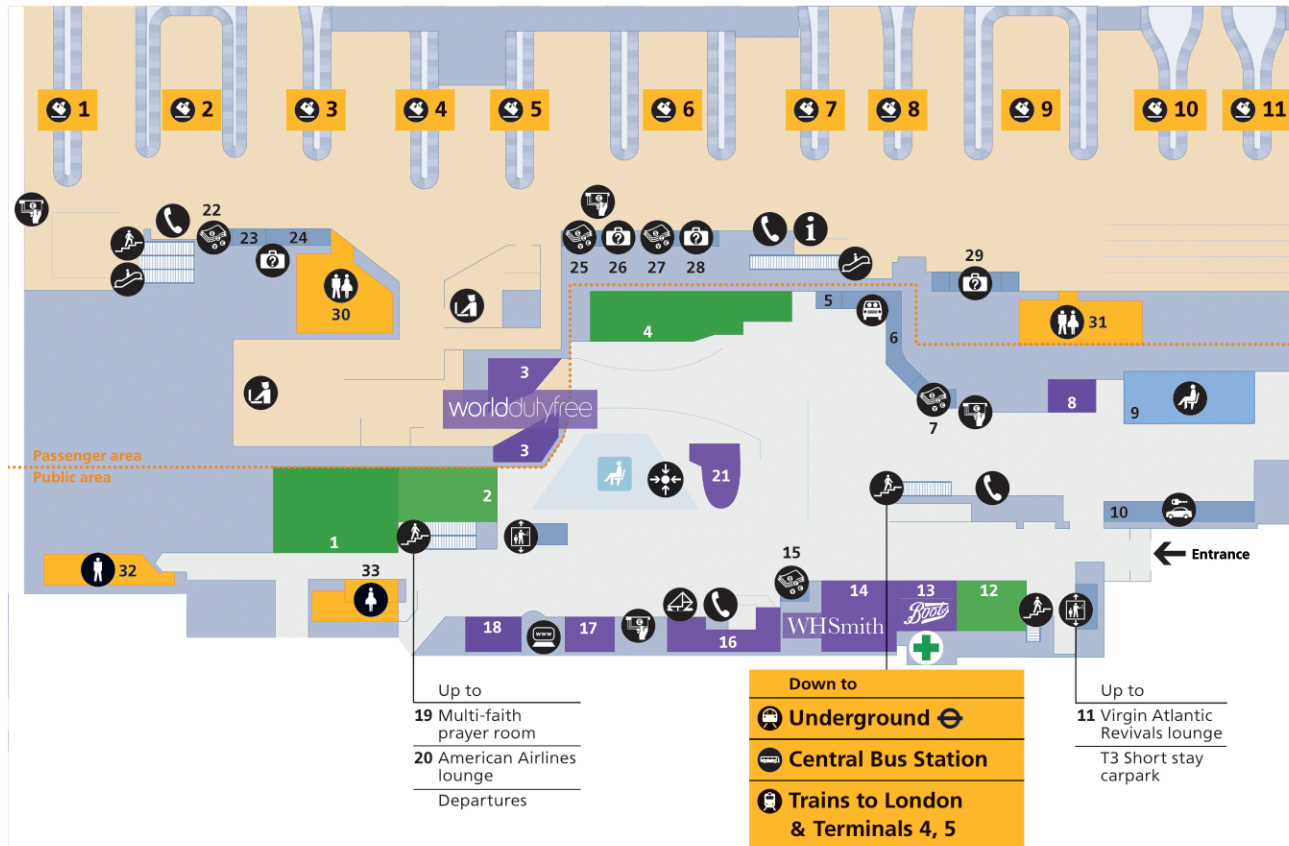 1
2
3
4
5
6
7
8
9
10
11
22
23
24
25
26
27
28
29
30
31
5
6
4
3
worlddutyfree
3
7
8
9
Passenger area
Public area
21
2
1
10
Entrance
32
33
15
14
WHSmith
13
Boots
12
18
www
17
16
Up to
19 Multi-faith
prayer room
20 American Airlines
lounge
Departures
Down to
Underground
Central Bus Station
Trains to London
& Terminals 4, 5
Up to
11 Virgin Atlantic
Revivals lounge
T3 Short stay
carpark